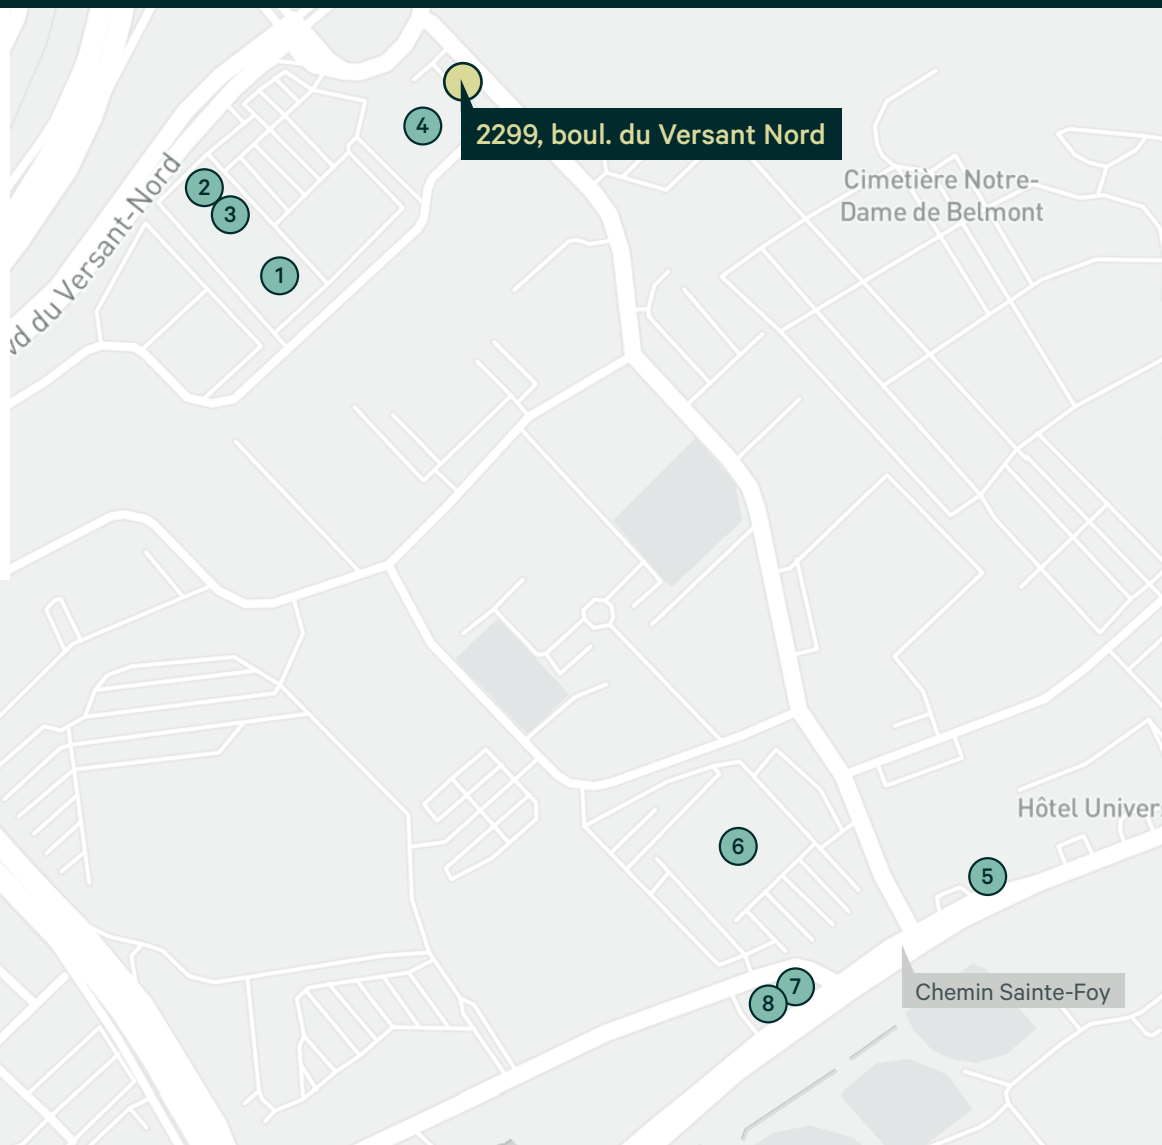 4
2299, boul. du Versant Nord
Cimetière Notre-
Dame de Belmont
2
3
vd du Versant-Nord
1
Hôtel Univers
6
5
7
8
Chemin Sainte-Foy